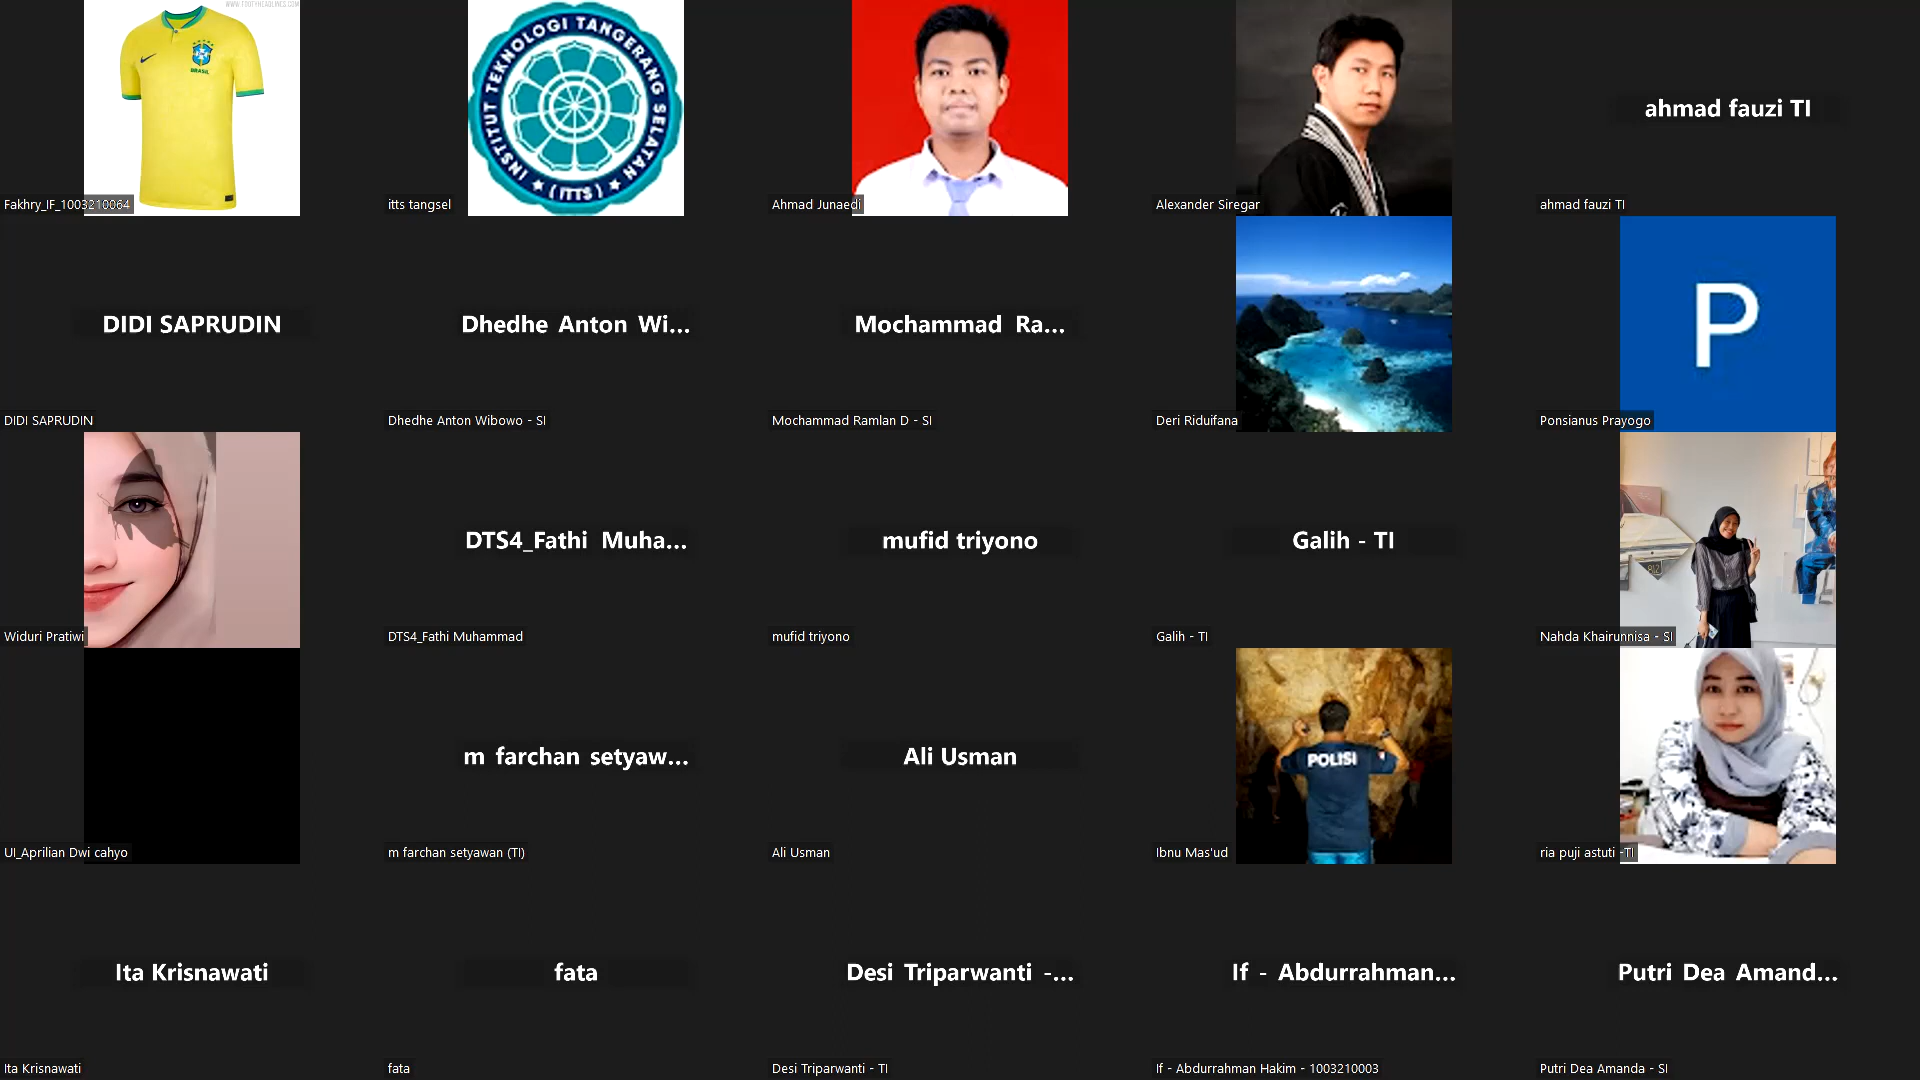 WWW.FOOTYHEADLINES.COM
BRASIL
Fakhry_IF_1003210064
INSTITUT TEKNOLOGI TANGERANG SELATAN
(ITTS)
itts tangsel
Ahmad Junaedi
Alexander Siregar
ahmad fauzi TI
ahmad fauzi TI
DIDI SAPRUDIN
DIDI SAPRUDIN
Dhedhe Anton Wi...
Dhedhe Anton Wibowo - SI
Mochammad Ra...
Mochammad Ramlan D - SI
Deri Riduifana
P
Ponsianus Prayogo
Widuri Pratiwi
DTS4_Fathi Muha...
DTS4_Fathi Muhammad
mufid triyono
mufid triyono
Galih - TI
Galih - TI
Nahda Khairunnisa - SI
UI_Aprilian Dwi cahyo
m farchan setyaw...
m farchan setyawan (TI)
Ali Usman
Ali Usman
POLISI
Ibnu Mas'ud
ria puji astuti -TI
Ita Krisnawati
Ita Krisnawati
fata
fata
Desi Triparwanti -...
Desi Triparwanti - TI
If - Abdurrahman...
If - Abdurrahman Hakim - 1003210003
Putri Dea Amand...
Putri Dea Amanda - SI